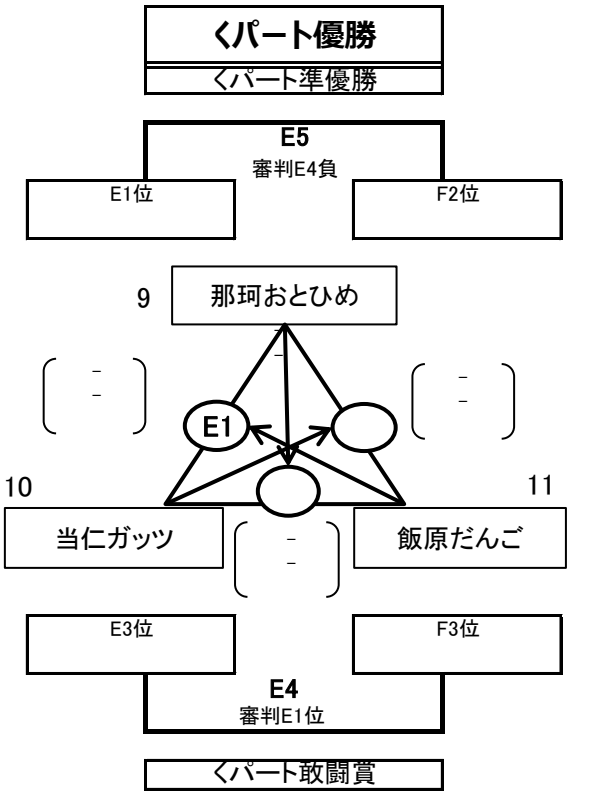 くパート優勝
くパート準優勝
E5
審判E4負
E1位
F2位
9
那珂おとひめ
-
-
-
-
-
-
E1
10
11
当仁ガッツ
飯原だんご
-
-
E3位
F3位
E4
審判E1位
くパート敢闘賞